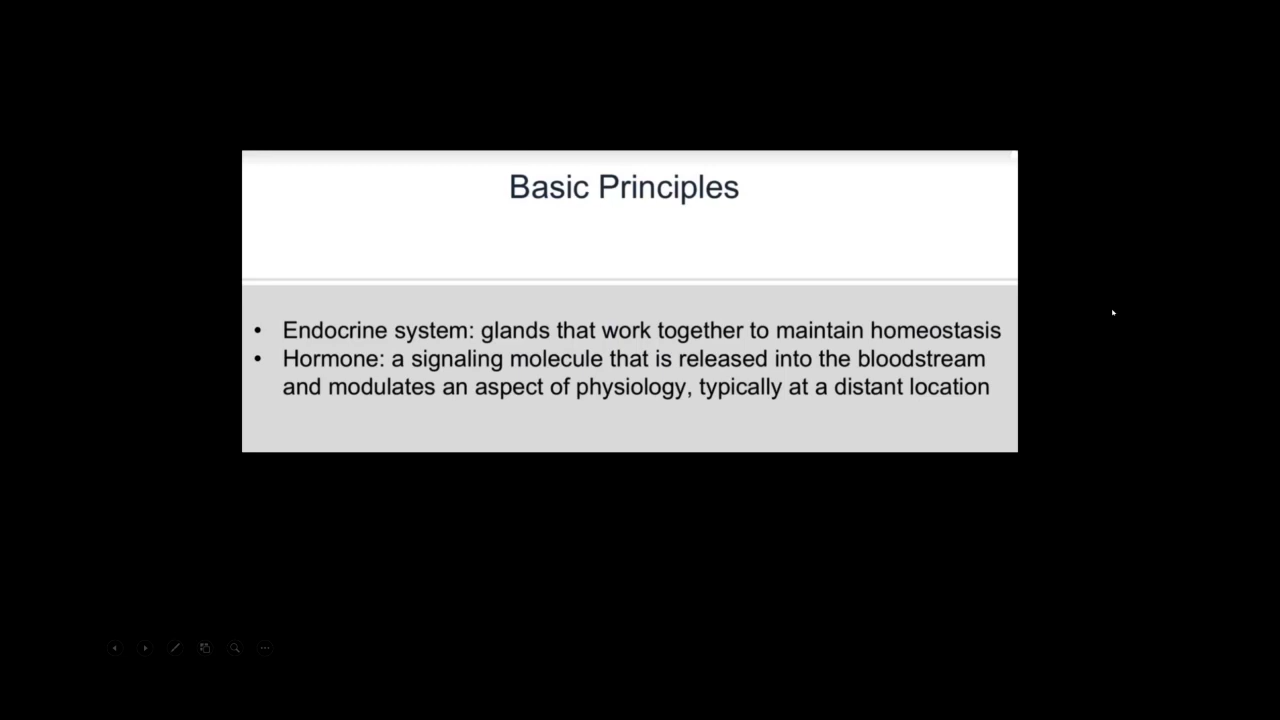 Basic Principles
• Endocrine system: glands that work together to maintain homeostasis
• Hormone: a signaling molecule that is released into the bloodstream
and modulates an aspect of physiology, typically at a distant location